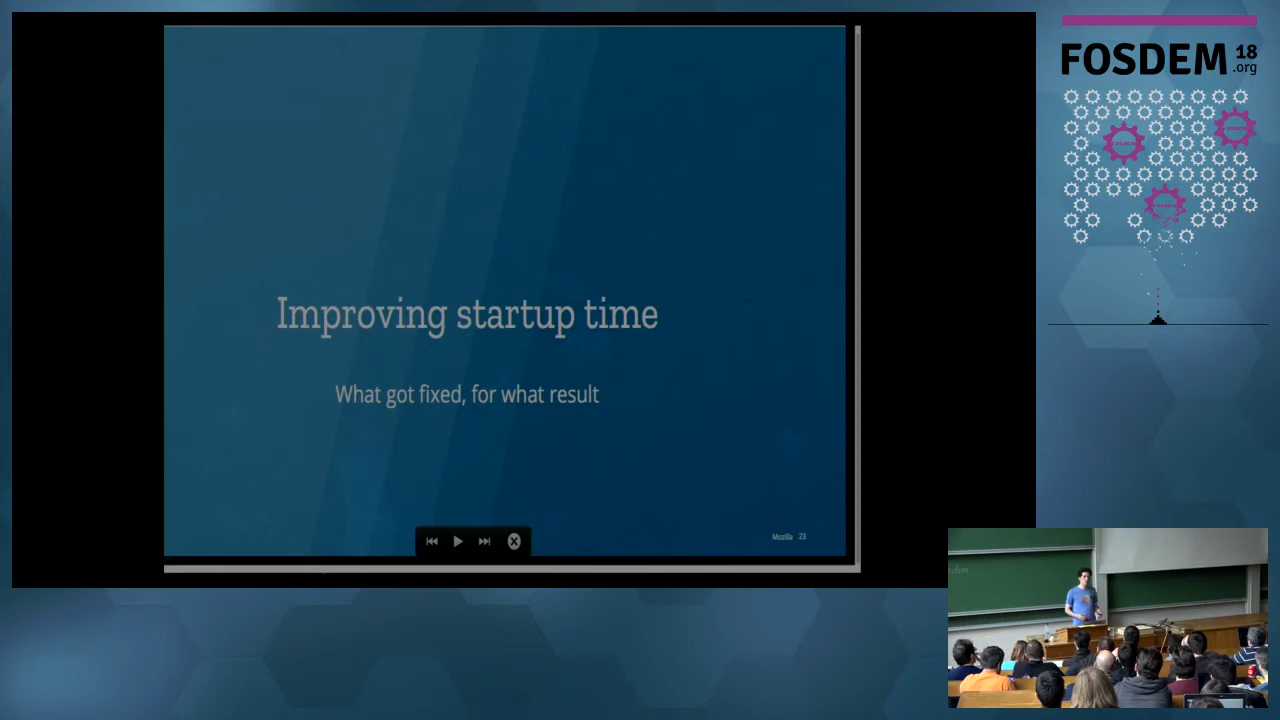 Improving startup time
What got fixed, for what result
Mozilla 23
FOSDEM 18
.org